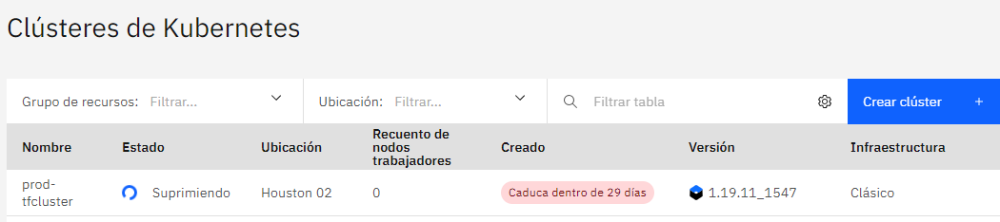 Clústeres de Kubernetes
Grupo de recursos: Filtrar... Ubicación: Filtrar... Filtrar tabla Crear clúster +
Nombre Estado Ubicación Recuento de nodos trabajadores Creado Versión Infraestructura
prod-
tfcluster Suprimiendo Houston 02 0 Caduca dentro de 29 días 1.19.11_1547 Clásico